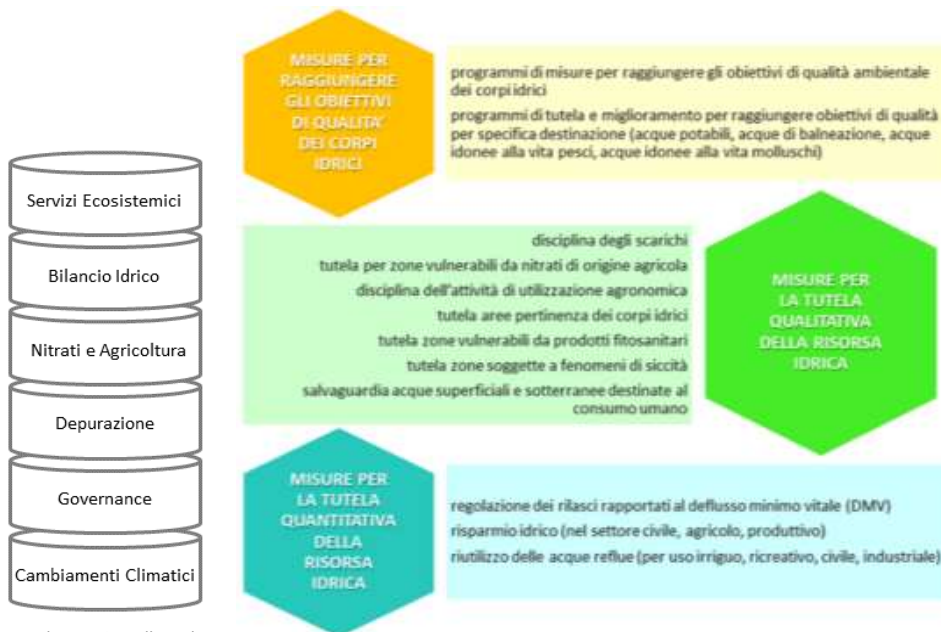 Servizi Ecosistemici
Bilancio Idrico
Nitrati e Agricoltura
Depurazione
Governance
Cambiamenti Climatici
MISURE PER
RAGGIUNGERE
GLI OBIETTIVI
DI QUALITA'
DEI CORPI
IDRICI
programmi di misure per raggiungere gli obiettivi di qualità ambientale
dei corpi idrici
programmi di tutela e miglioramento per raggiungere obiettivi di qualità
per specifica destinazione (acque potabili, acque di balneazione, acque
idonee alla vita pesci, acque idonee alla vita molluschi)
disciplina degli scarichi
tutela per zone vulnerabili da nitrati di origine agricola
disciplina dell'attività di utilizzazione agronomica
tutela aree pertinenza dei corpi idrici
tutela zone vulnerabili da prodotti fitosanitari
tutela zone soggette a fenomeni di siccità
salvaguardia acque superficiali e sotterranee destinate al
consumo umano
MISURE PER
LA TUTELA
QUALITATIVA
DELLA RISORSA
IDRICA
MISURE PER
LA TUTELA
QUANTITATIVA
DELLA
RISORSA
IDRICA
regolazione dei rilasci rapportati al deflusso minimo vitale (DMV)
risparmio idrico (nel settore civile, agricolo, produttivo)
riutilizzo delle acque reflue (per uso irriguo, ricreativo, civile, industriale)